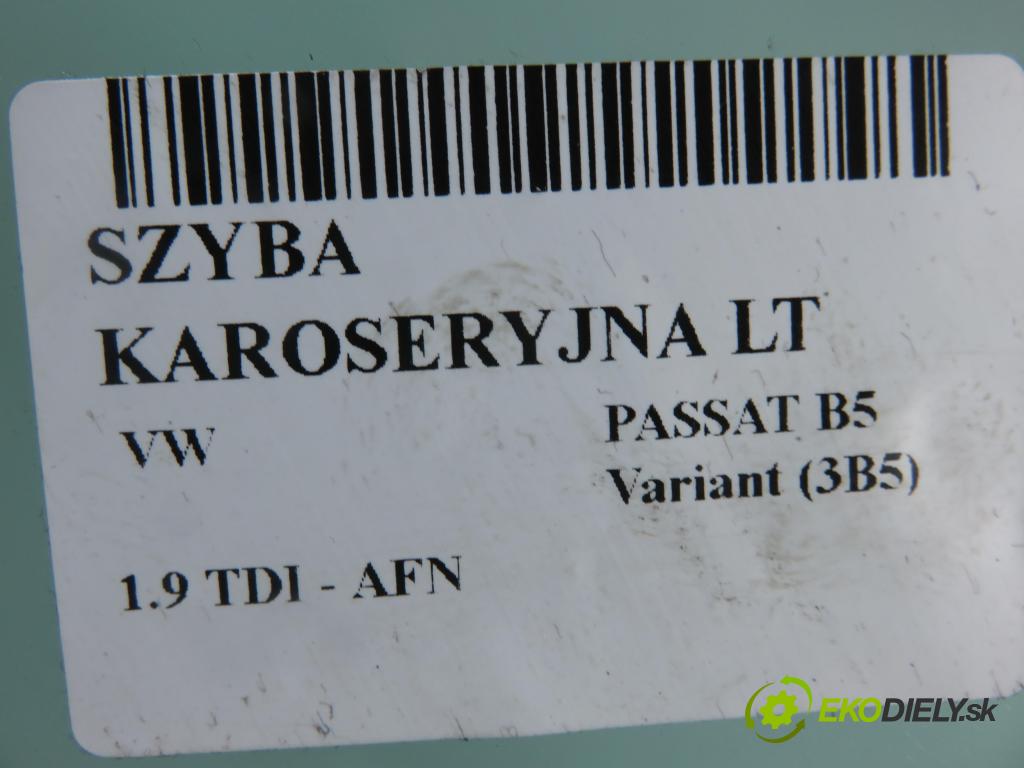 SZYBA
KAROSERYJNA LT
VW
PASSAT B5
Variant (3B5)
1.9 TDI - AFN
EKODIELY.sk